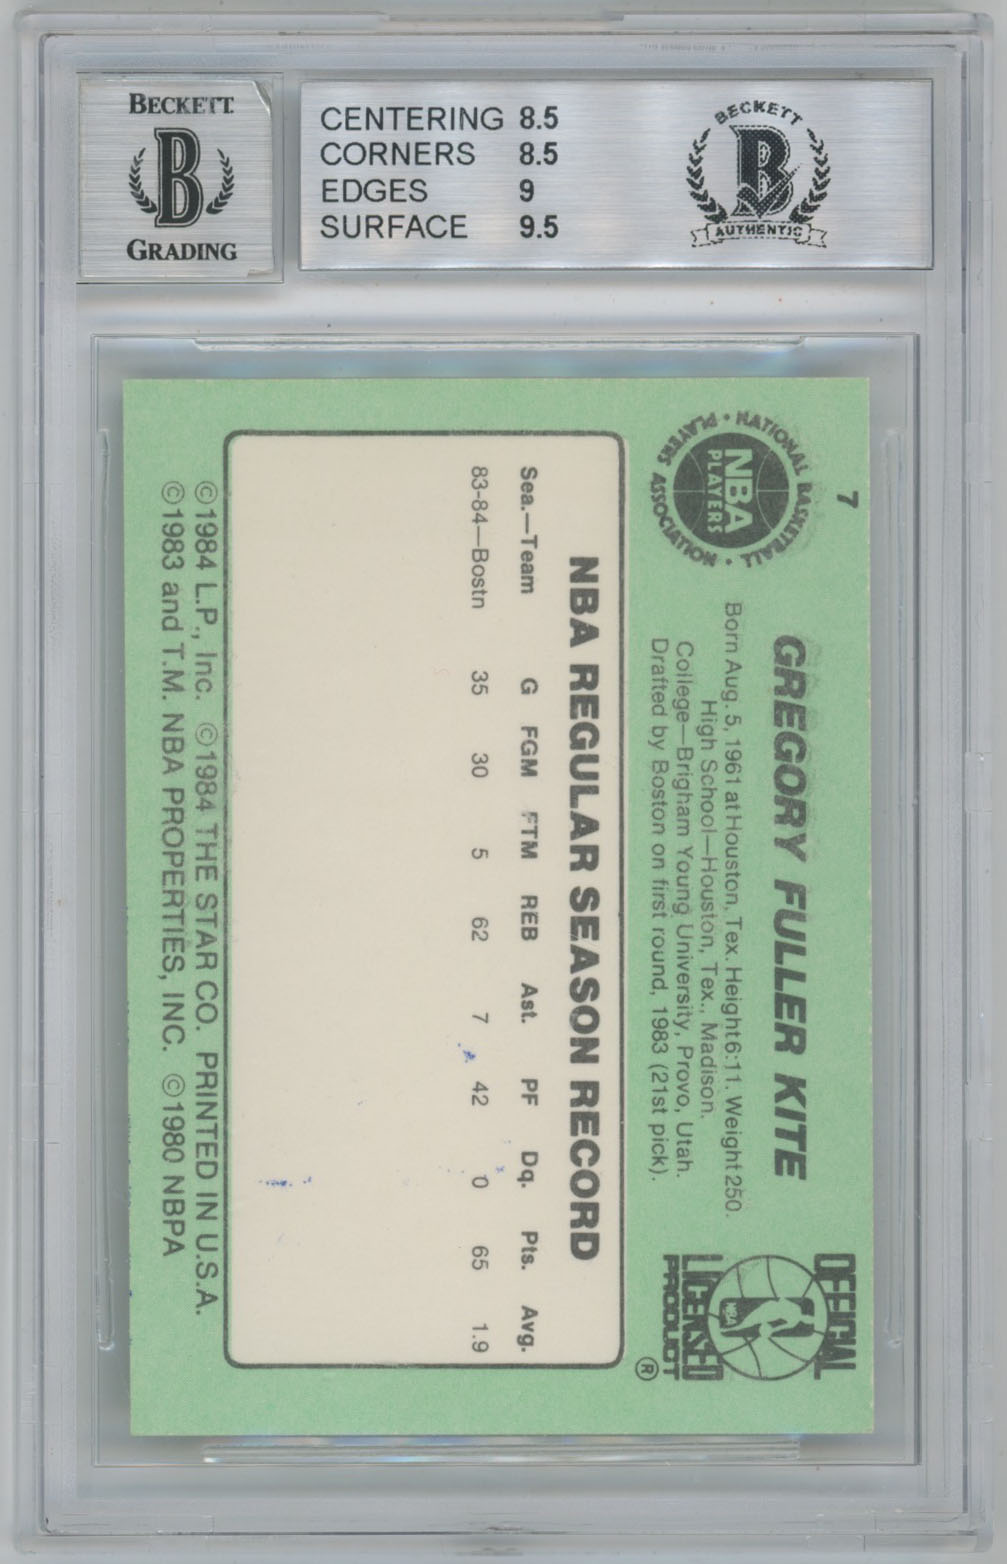 BECKETT
B
GRADING
CENTERING 8.5
CORNERS 8.5
EDGES 9
SURFACE 9.5
BECKETT
B
AUTHENTIC
7
NATIONAL BASKETBALL
PLAYERS ASSOCIATION
NBA
PLAYERS
GREGORY FULLER KITE
Born Aug. 5, 1961 at Houston, Tex. Height 6:11. Weight 250.
High School—Houston, Tex., Madison.
College—Brigham Young University, Provo, Utah.
Drafted by Boston on first round, 1983 (21st pick).
OFFICIAL
NBA
LICENSED
PRODUCT
®
NBA REGULAR SEASON RECORD
Sea.—Team G FGM FTM REB Ast. PF Dq. Pts. Avg.
83-84—Bostn 35 30 5 62 7 42 0 65 1.9
©1984 L.P., Inc. ©1984 THE STAR CO. PRINTED IN U.S.A.
©1983 and T.M. NBA PROPERTIES, INC. ©1980 NBPA